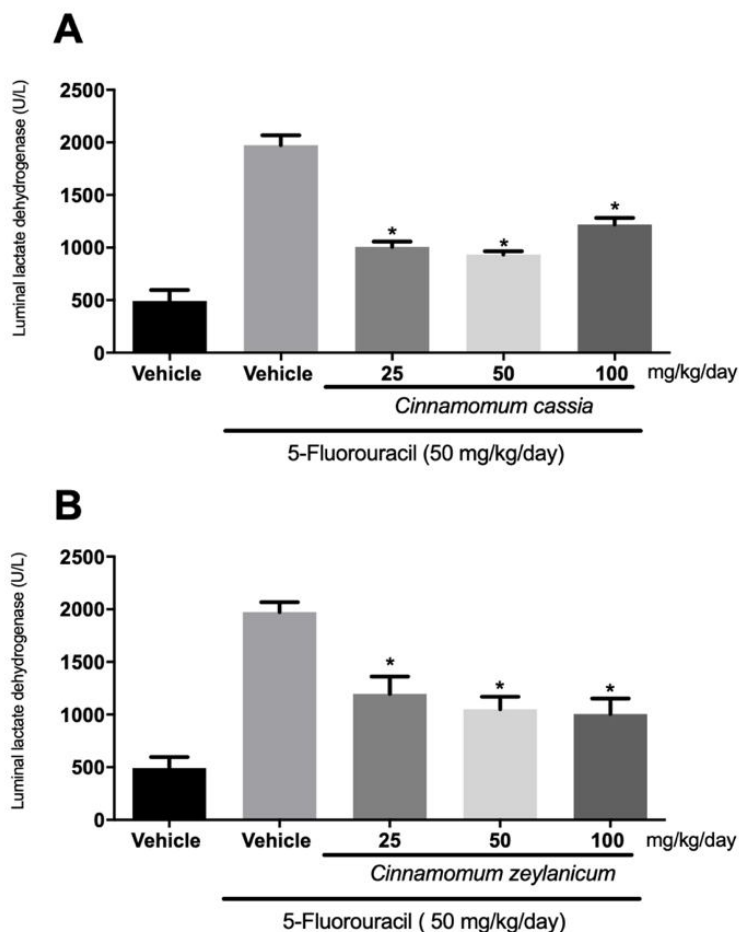 A
Luminal lactate dehydrogenase (U/L)
2500
2000
1500
1000
500
0
* * *
Vehicle Vehicle 25 50 100 mg/kg/day
Cinnamomum cassia
5-Fluorouracil (50 mg/kg/day)
B
Luminal lactate dehydrogenase (U/L)
2500
2000
1500
1000
500
0
* * *
Vehicle Vehicle 25 50 100 mg/kg/day
Cinnamomum zeylanicum
5-Fluorouracil ( 50 mg/kg/day)